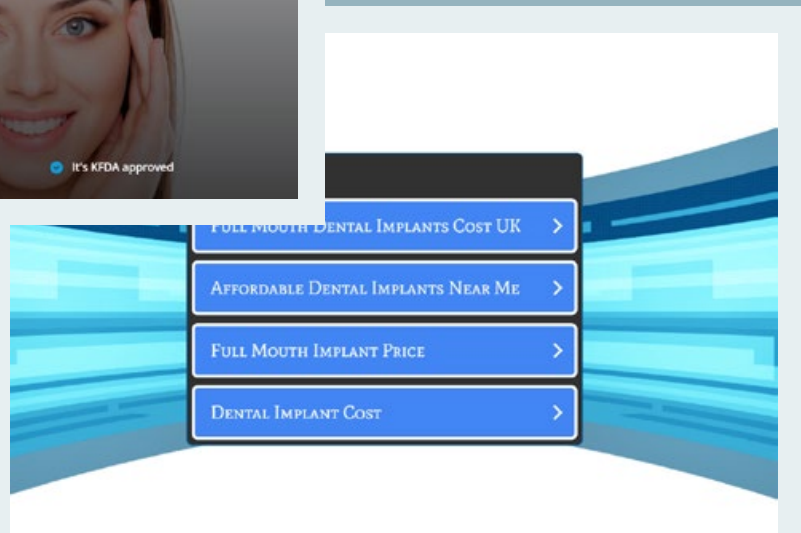 It's KFDA approved
Full Mouth Dental Implants Cost UK
Affordable Dental Implants Near Me
Full Mouth Implant Price
Dental Implant Cost